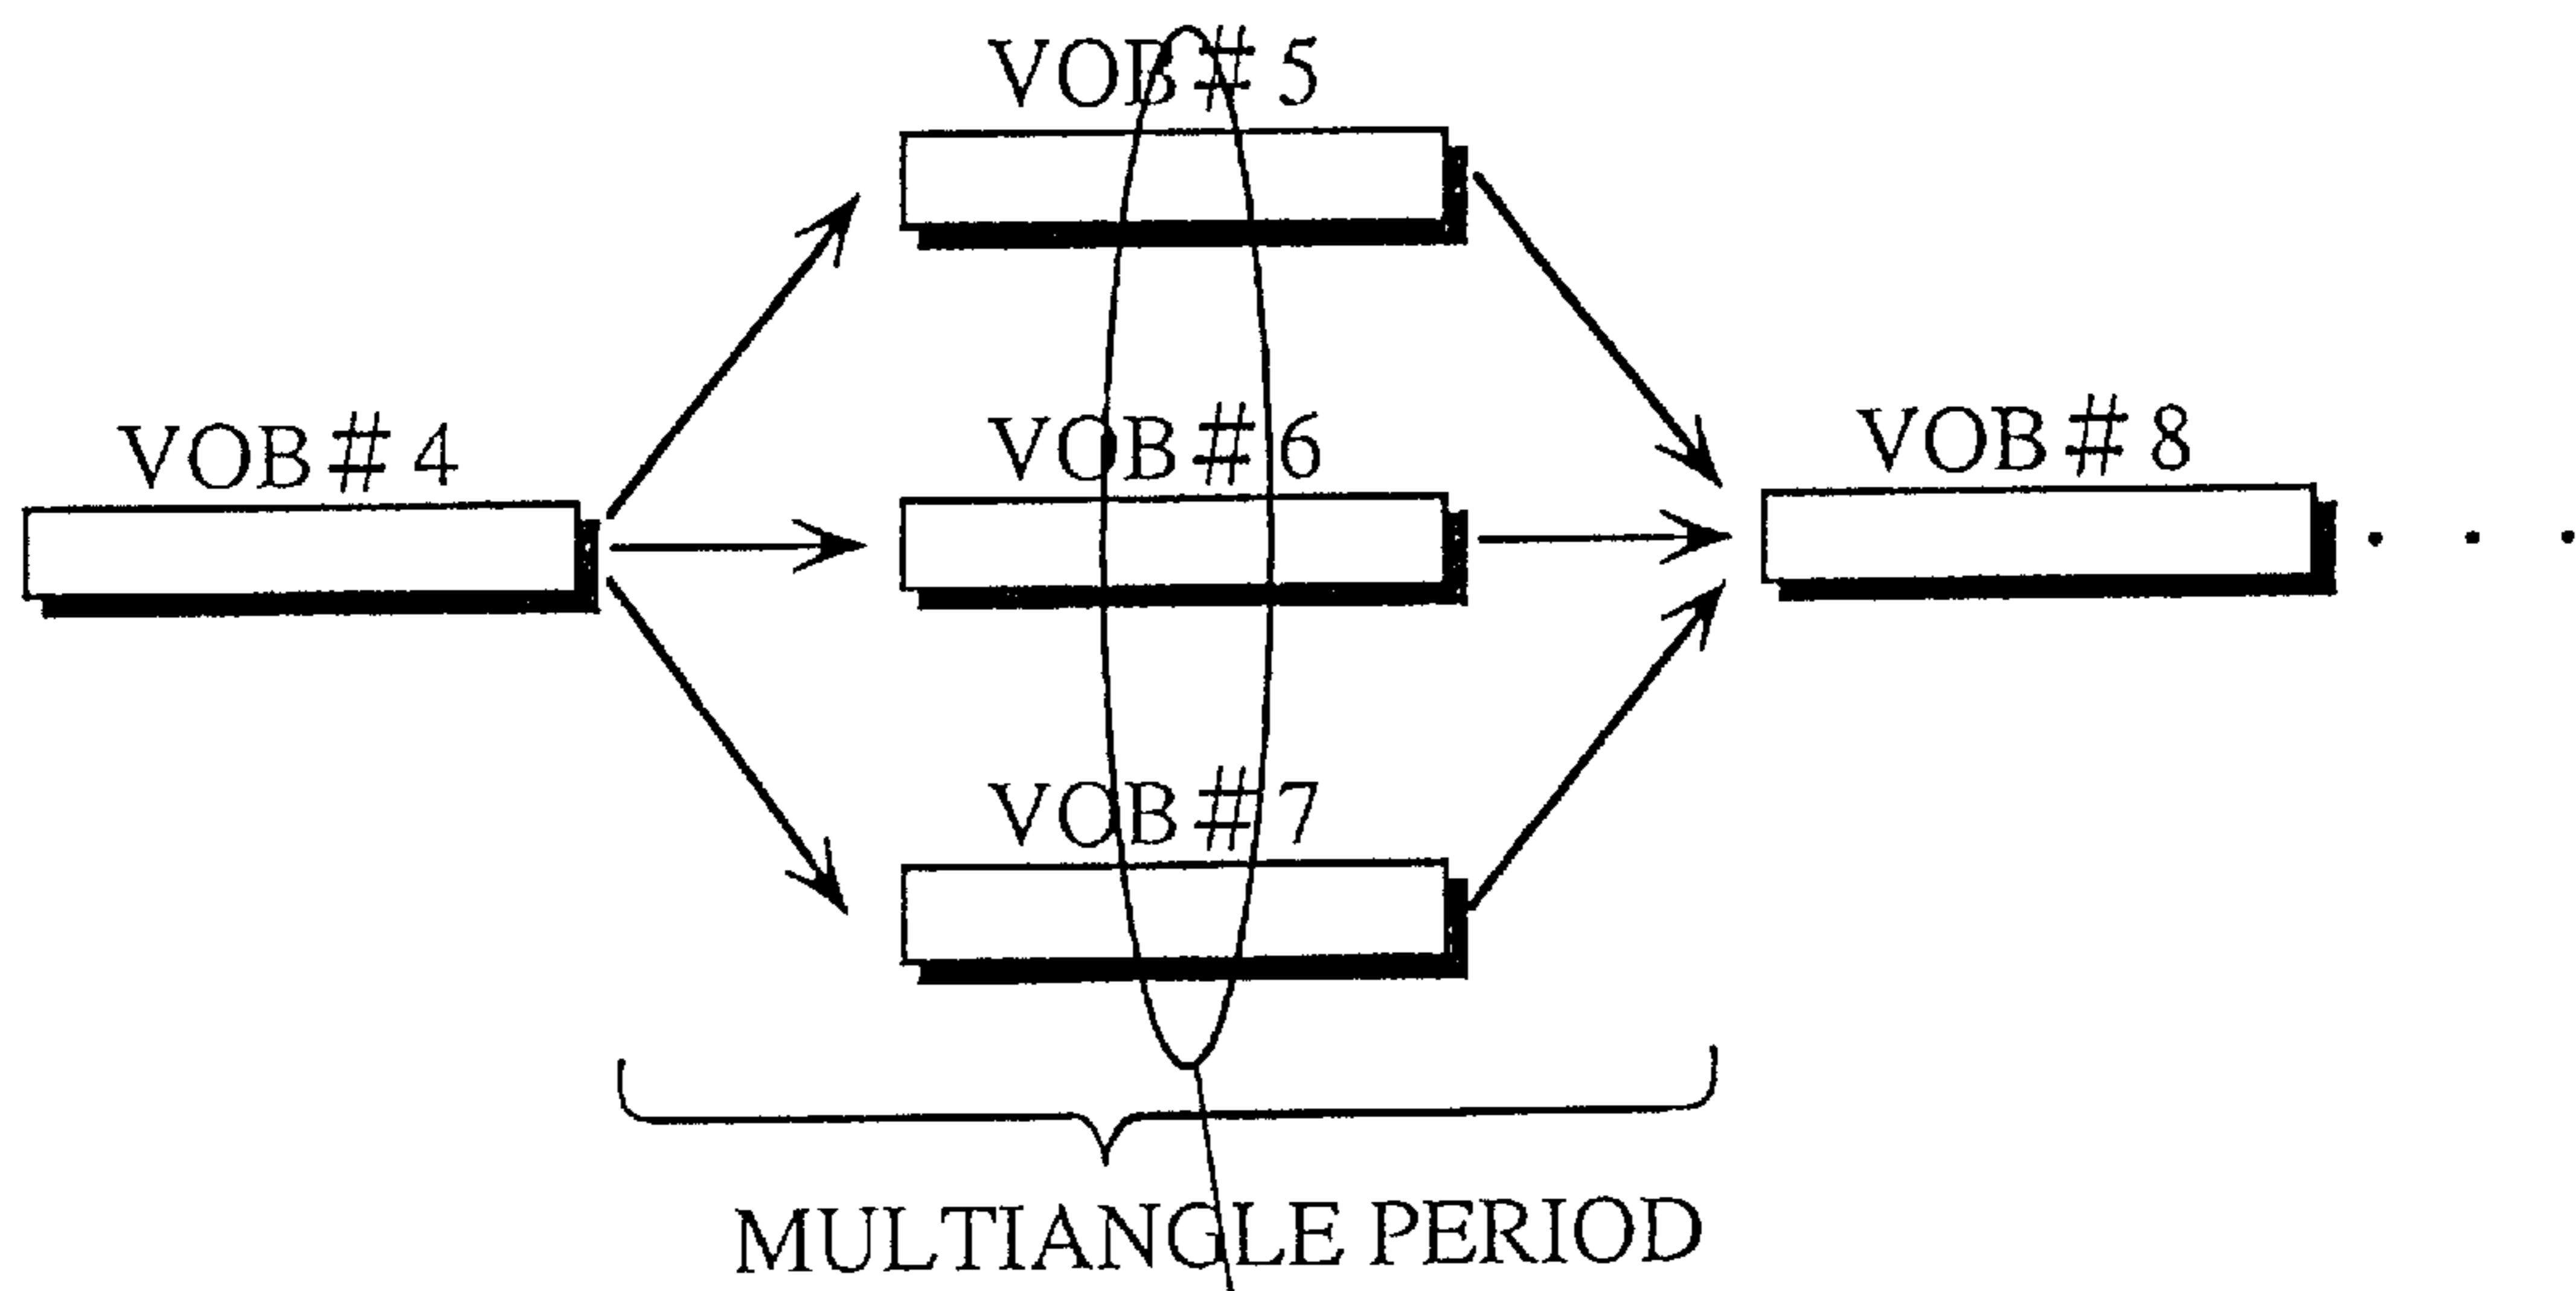 VOB # 5
VOB # 4
VOB # 6
VOB # 8
VOB # 7
. . .
MULTIANGLE PERIOD